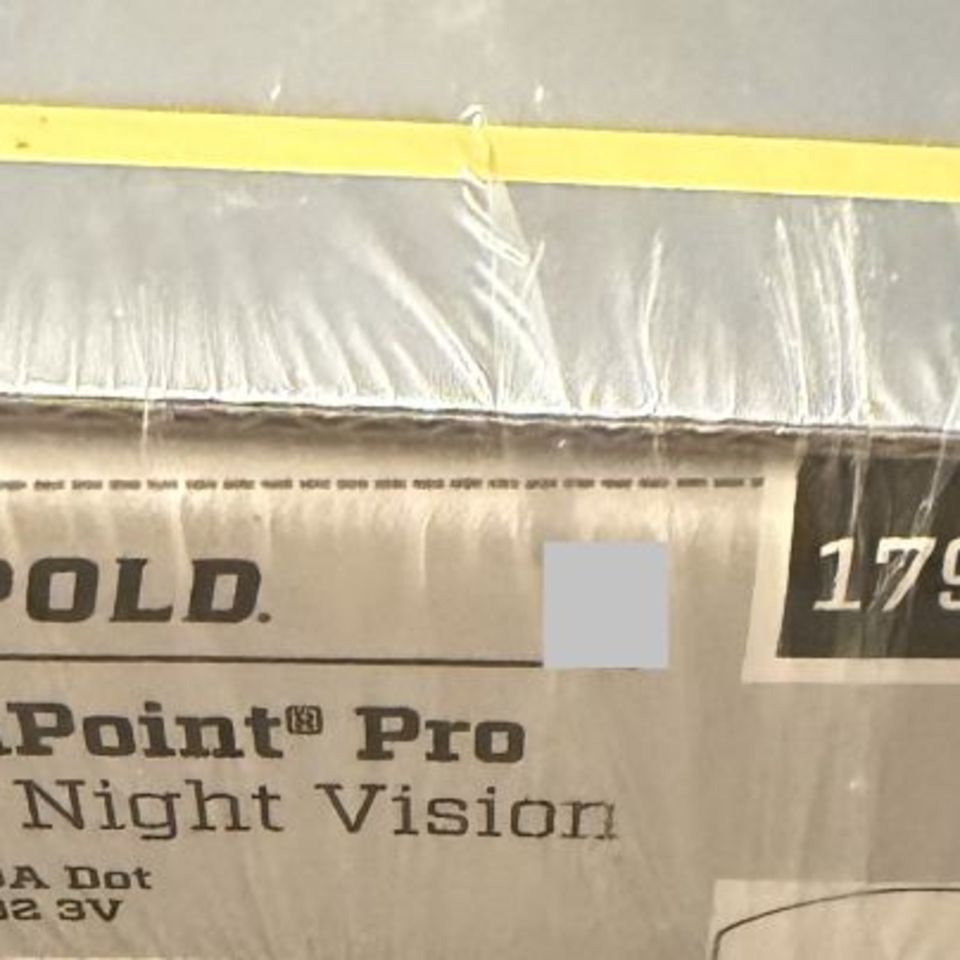 POLD.
179
Point® Pro
Night Vision
A Dot
32 3V